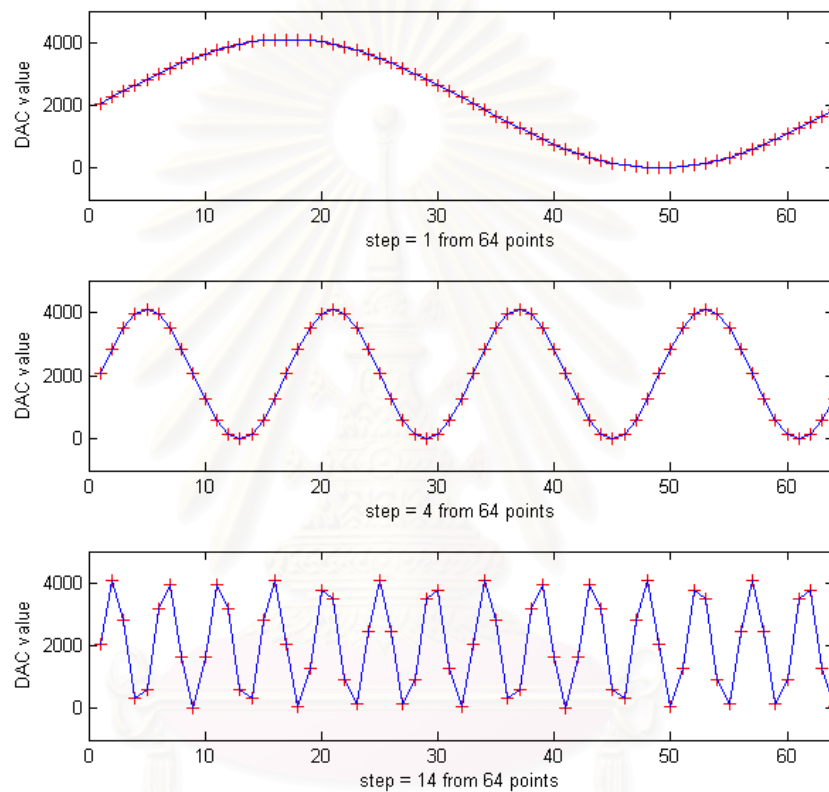 4000
2000
0
DAC value
0 10 20 30 40 50 60
step = 1 from 64 points
4000
2000
0
DAC value
0 10 20 30 40 50 60
step = 4 from 64 points
4000
2000
0
DAC value
0 10 20 30 40 50 60
step = 14 from 64 points